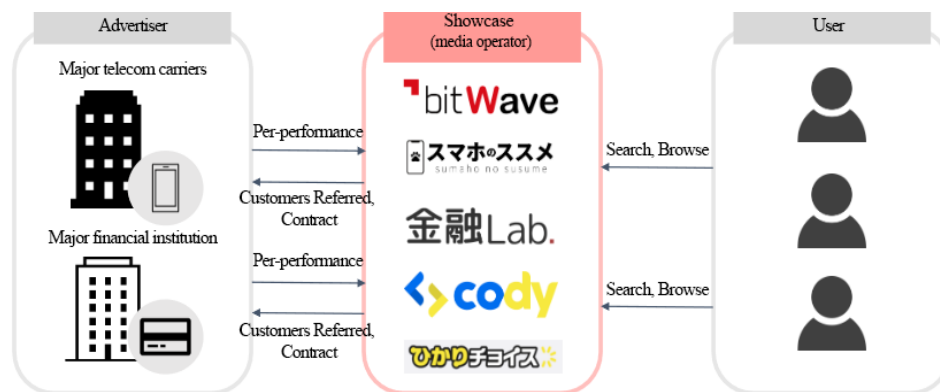 Advertiser
Major telecom carriers
Major financial institution
Per-performance
Customers Referred,
Contract
Per-performance
Customers Referred,
Contract
Showcase
(media operator)
bitWave
スマホのススメ
sumaho no susume
金融Lab.
cody
ひかりチョイス
Search, Browse
Search, Browse
User